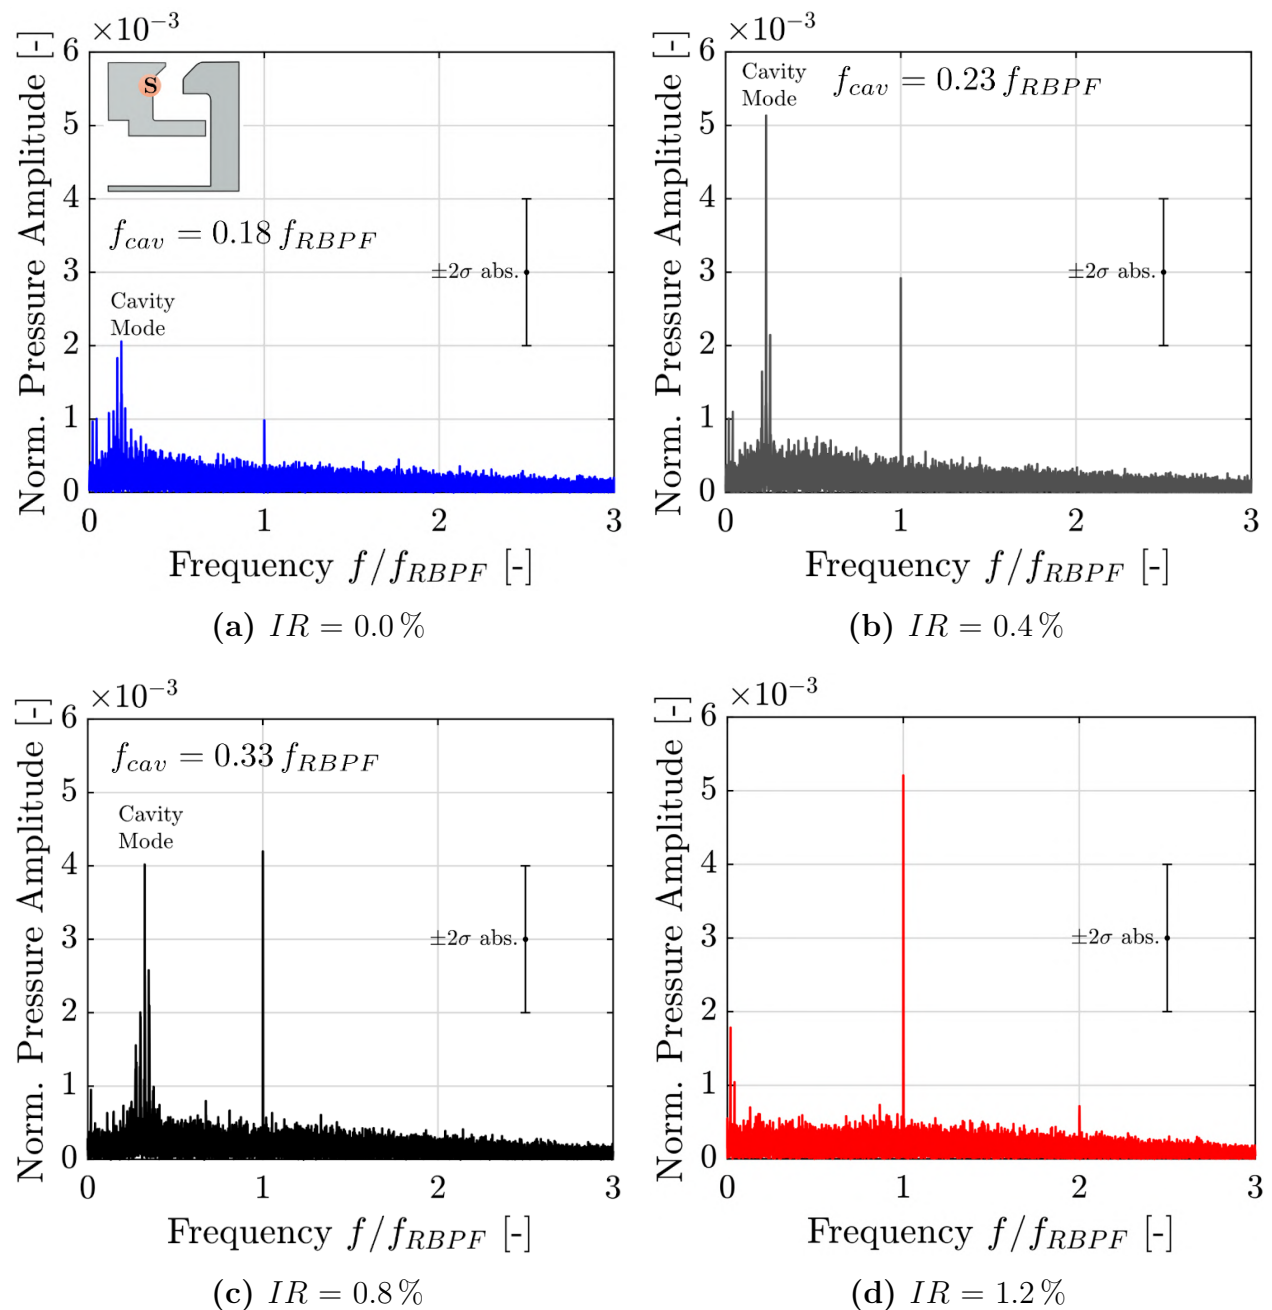 ×10⁻³
Norm. Pressure Amplitude [-]
6
5
4
3
2
1
0
S
f_cav = 0.18 f_RBPF
Cavity
Mode
±2σ abs.
0 1 2 3
Frequency f/f_RBPF [-]
(a) IR = 0.0 %
×10⁻³
Norm. Pressure Amplitude [-]
6
5
4
3
2
1
0
Cavity
Mode
f_cav = 0.23 f_RBPF
±2σ abs.
0 1 2 3
Frequency f/f_RBPF [-]
(b) IR = 0.4 %
×10⁻³
Norm. Pressure Amplitude [-]
6
5
4
3
2
1
0
f_cav = 0.33 f_RBPF
Cavity
Mode
±2σ abs.
0 1 2 3
Frequency f/f_RBPF [-]
(c) IR = 0.8 %
×10⁻³
Norm. Pressure Amplitude [-]
6
5
4
3
2
1
0
±2σ abs.
0 1 2 3
Frequency f/f_RBPF [-]
(d) IR = 1.2 %